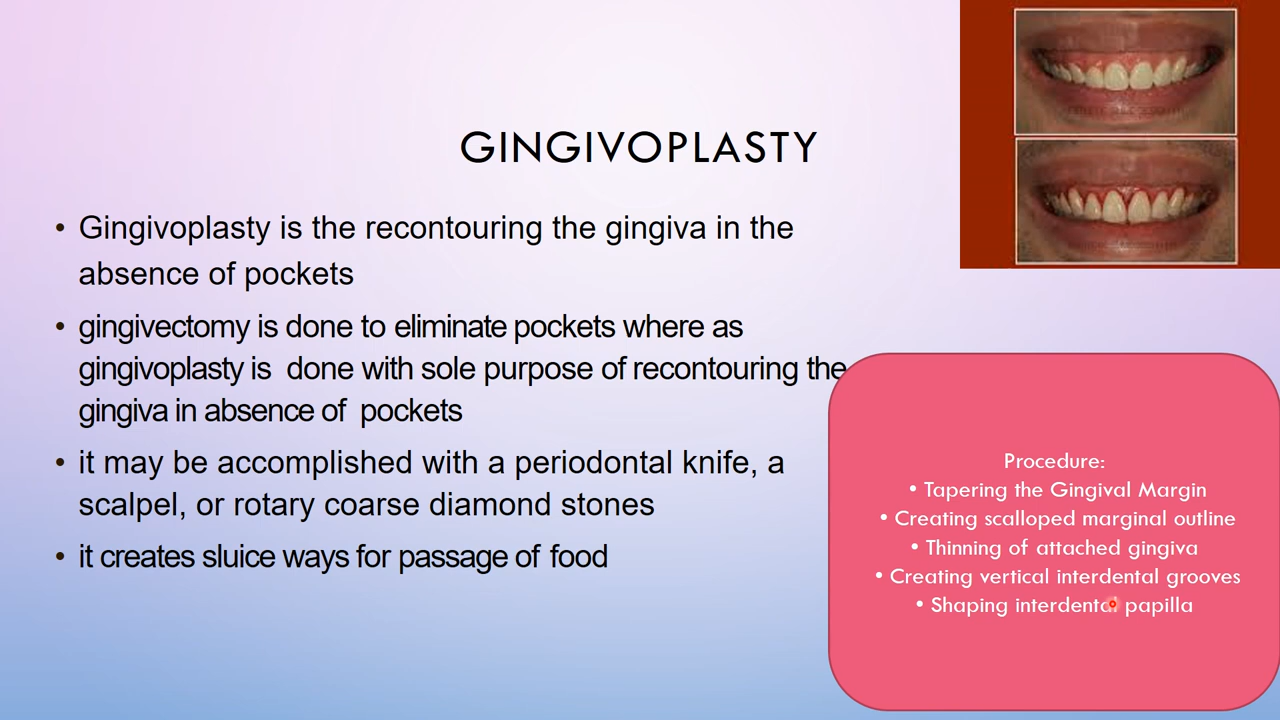 GINGIVOPLASTY
• Gingivoplasty is the recontouring the gingiva in the
absence of pockets
• gingivectomy is done to eliminate pockets where as
gingivoplasty is done with sole purpose of recontouring the
gingiva in absence of pockets
• it may be accomplished with a periodontal knife, a
scalpel, or rotary coarse diamond stones
• it creates sluice ways for passage of food
Procedure:
• Tapering the Gingival Margin
• Creating scalloped marginal outline
• Thinning of attached gingiva
• Creating vertical interdental grooves
• Shaping interdental papilla